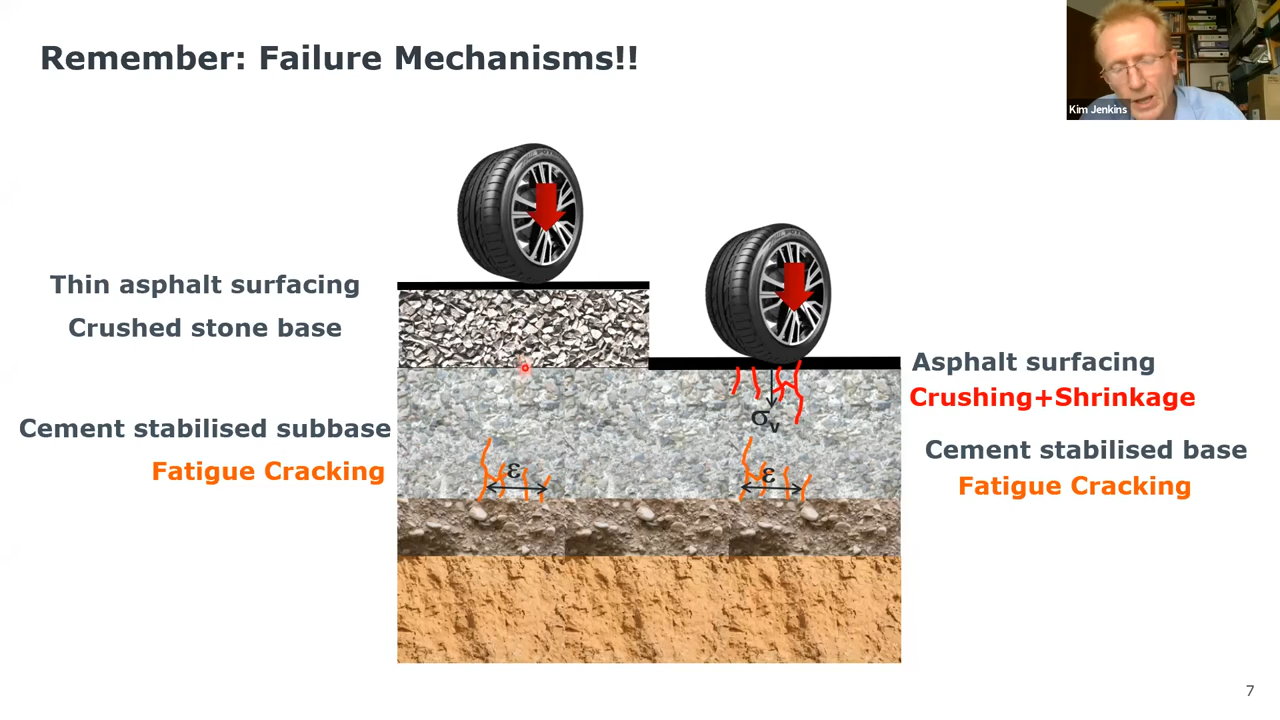 Remember: Failure Mechanisms!!
Kim Jenkins
Thin asphalt surfacing
Crushed stone base
Cement stabilised subbase
Fatigue Cracking
ε
σv
ε
Asphalt surfacing
Crushing+Shrinkage
Cement stabilised base
Fatigue Cracking
7